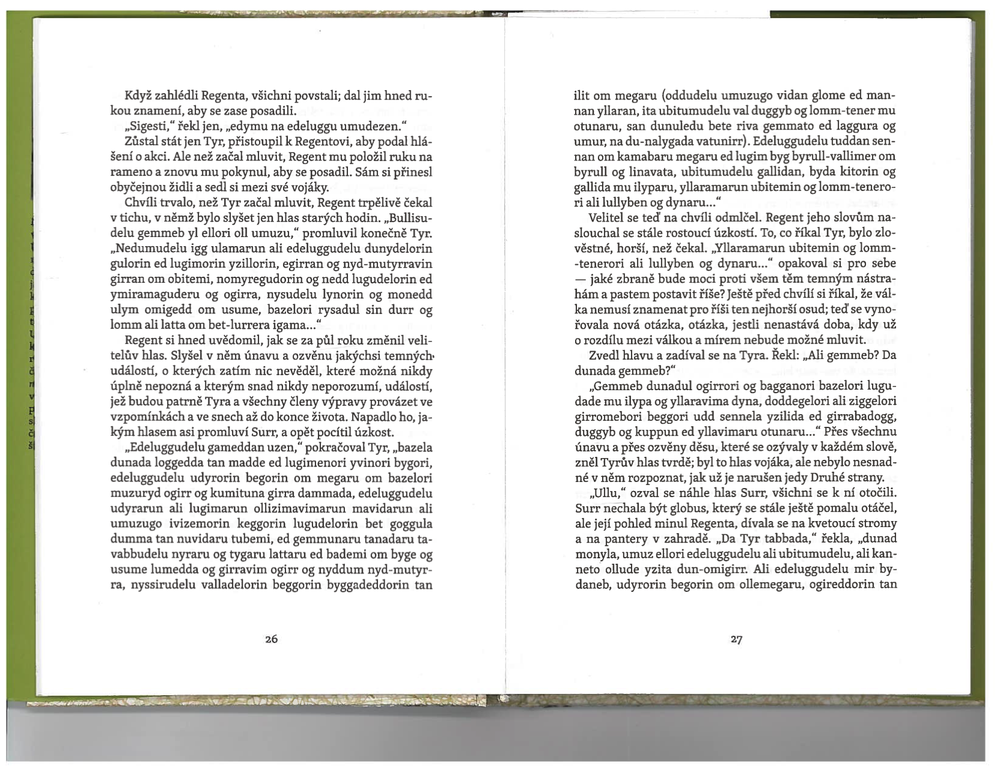 Když zahlédli Regenta, všichni povstali; dal jim hned ru-
kou znamení, aby se zase posadili.
„Sigesti,“ řekl jen, „edymu na edeluggu umudezen.“
Zůstal stát jen Tyr, přistoupil k Regentovi, aby podal hlá-
šení o akci. Ale než začal mluvit, Regent mu položil ruku na
rameno a znovu mu pokynul, aby se posadil. Sám si přinesl
obyčejnou židli a sedl si mezi své vojáky.
Chvíli trvalo, než Tyr začal mluvit, Regent trpělivě čekal
v tichu, v němž bylo slyšet jen hlas starých hodin. „Bullisu-
delu gemmeb yl ellori oll umuzu,“ promluvil konečně Tyr.
„Nedumudelu igg ulamarun ali edeluggudelu dunydelorin
gulorin ed lugimorin yzillorin, egirran og nyd-mutyrravin
girran om obitemi, nomyregudorin og nedd lugudelorin ed
ymiramaguderu og ogirra, nysudelu lynorin og monedd
ulym omigedd om usume, bazelori rysadul sin durr og
lomm ali latta om bet-lurrera igama...“
Regent si hned uvědomil, jak se za půl roku změnil veli-
telův hlas. Slyšel v něm únavu a ozvěnu jakýchsi temných
událostí, o kterých zatím nic nevěděl, které možná nikdy
úplně nepozná a kterým snad nikdy neporozumí, událostí,
jež budou patrně Tyra a všechny členy výpravy provázet ve
vzpomínkách a ve snech až do konce života. Napadlo ho, ja-
kým hlasem asi promluví Surr, a opět pocítil úzkost.
„Edeluggudelu gameddan uzen,“ pokračoval Tyr, „bazela
dunada loggedda tan madde ed lugimenori yvinori bygori,
edeluggudelu udyrorin begorin om megaru om bazelori
muzuryd ogirr og kumituna girra dammada, edeluggudelu
udyrarun ali lugimarun ollizimavimarun mavidarun ali
umuzugo ivizemorin keggorin lugudelorin bet goggula
dumma tan nuvidaru tubemi, ed gemmunaru tanadaru ta-
vabbudelu nyraru og tygaru lattaru ed bademi om byge og
usume lumedda og girravim ogirr og nyddum nyd-mutyr-
ra, nyssirudelu valladelorin beggorin byggadeddorin tan
26
ilit om megaru (oddudelu umuzugo vidan glome ed man-
nan yllaran, ita ubitumudelu val duggyb og lomm-tener mu
otunaru, san dunuledu bete riva gemmato ed laggura og
umur, na du-nalygada vatunirr). Edeluggudelu tuddan sen-
nan om kamabaru megaru ed lugim byg byrull-vallimer om
byrull og linavata, ubitumudelu gallidan, byda kitorin og
gallida mu ilyparu, yllaramarun ubitemin og lomm-tenero-
ri ali lullyben og dynaru...“
Velitel se teď na chvíli odmlčel. Regent jeho slovům na-
slouchal se stále rostoucí úzkostí. To, co říkal Tyr, bylo zlo-
věstné, horší, než čekal. „Yllaramarun ubitemin og lomm-
-tenerori ali lullyben og dynaru...“ opakoval si pro sebe
— jaké zbraně bude moci proti všem těm temným nástra-
hám a pastem postavit říše? Ještě před chvílí si říkal, že vál-
ka nemusí znamenat pro říši ten nejhorší osud; teď se vyno-
řovala nová otázka, otázka, jestli nenastává doba, kdy už
o rozdílu mezi válkou a mírem nebude možné mluvit.
Zvedl hlavu a zadíval se na Tyra. Řekl: „Ali gemmeb? Da
dunada gemmeb?“
„Gemmeb dunadul ogirrori og bagganori bazelori lugu-
dade mu ilypa og yllaravima dyna, doddegelori ali ziggelori
girromebori beggori udd sennela yzilida ed girrabadogg,
duggyb og kuppun ed yllavimaru otunaru...“ Přes všechnu
únavu a přes ozvěny děsu, které se ozývaly v každém slově,
zněl Tyrův hlas tvrdě; byl to hlas vojáka, ale nebylo nesnad-
né v něm rozpoznat, jak už je narušen jedy Druhé strany.
„Ullu,“ ozval se náhle hlas Surr, všichni se k ní otočili.
Surr nechala být globus, který se stále ještě pomalu otáčel,
ale její pohled minul Regenta, dívala se na kvetoucí stromy
a na pantery v zahradě. „Da Tyr tabbada,“ řekla, „dunad
monyla, umuz ellori edeluggudelu ali ubitumudelu, ali kan-
neto ollude yzita dun-omigirr. Ali edeluggudelu mir by-
daneb, udyrorin begorin om ollemegaru, ogireddorin tan
27